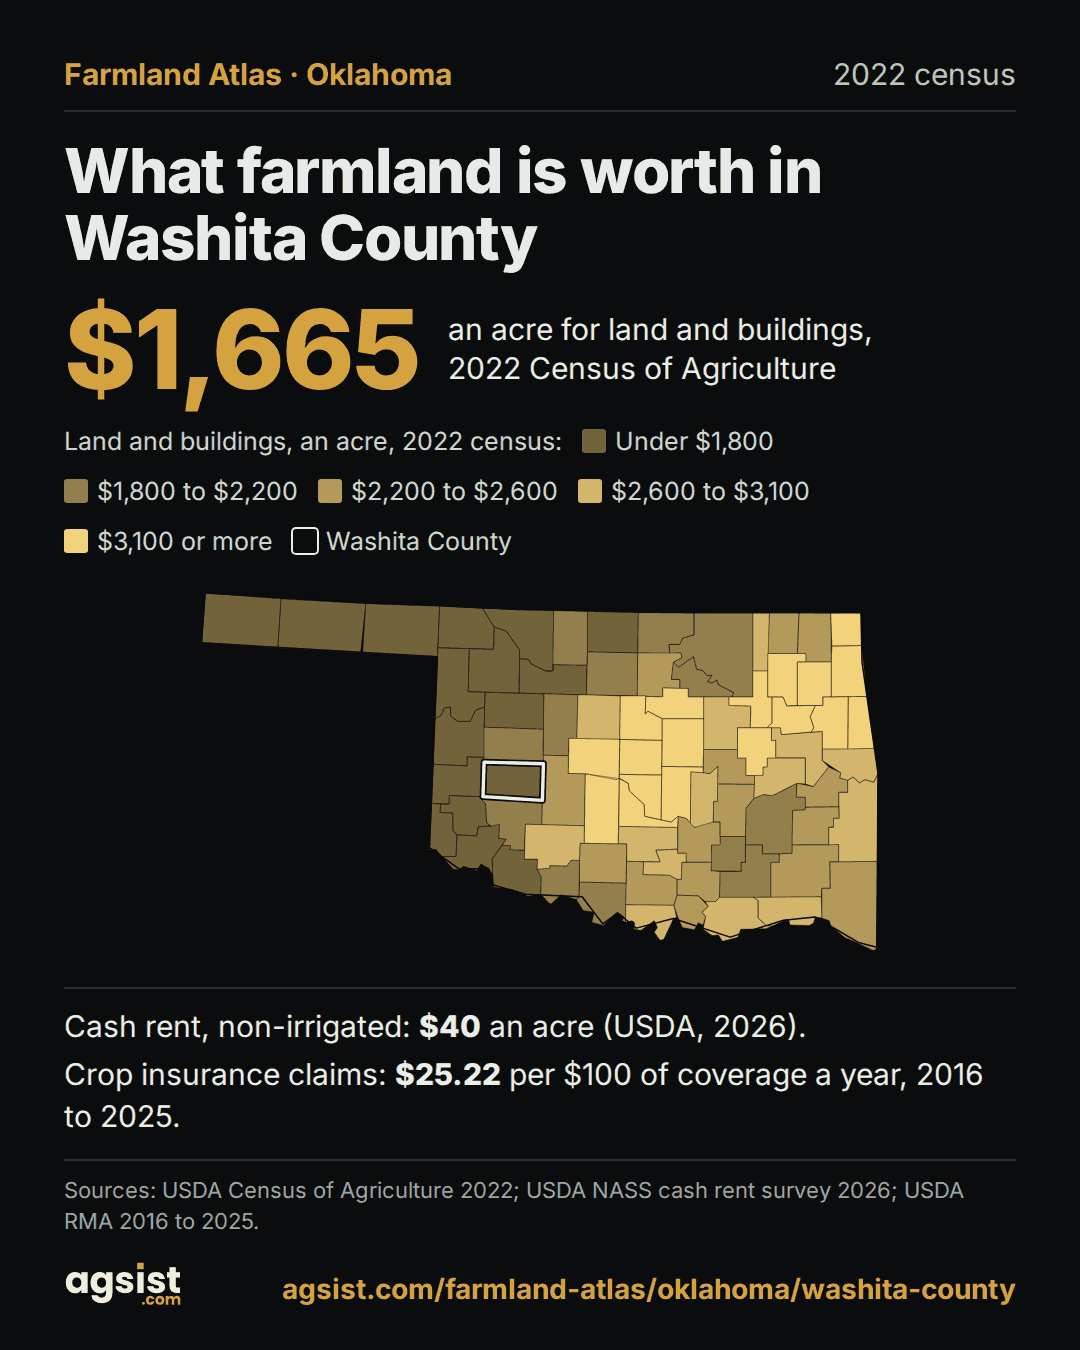 Farmland Atlas · Oklahoma
2022 census
What farmland is worth in
Washita County
$1,665
an acre for land and buildings,
2022 Census of Agriculture
Land and buildings, an acre, 2022 census: Under $1,800
$1,800 to $2,200 $2,200 to $2,600 $2,600 to $3,100
$3,100 or more Washita County
Cash rent, non-irrigated: $40 an acre (USDA, 2026).
Crop insurance claims: $25.22 per $100 of coverage a year, 2016
to 2025.
Sources: USDA Census of Agriculture 2022; USDA NASS cash rent survey 2026; USDA
RMA 2016 to 2025.
agsist
.com
agsist.com/farmland-atlas/oklahoma/washita-county